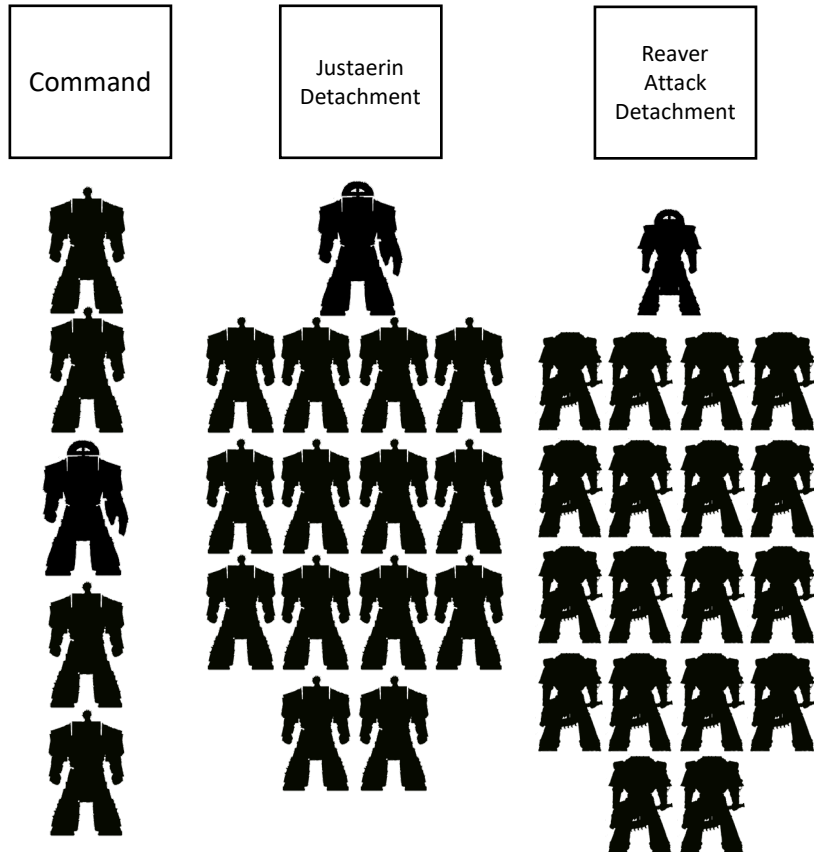 Command
Justaerin
Detachment
Reaver
Attack
Detachment